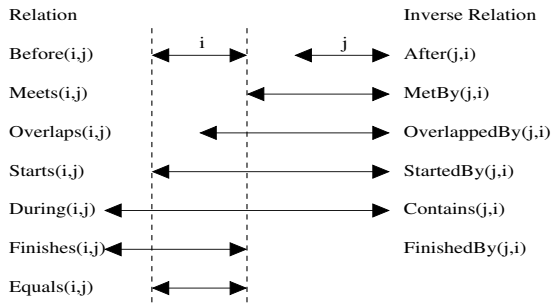 Relation Inverse Relation
Before(i,j) i j After(j,i)
Meets(i,j) MetBy(j,i)
Overlaps(i,j) OverlappedBy(j,i)
Starts(i,j) StartedBy(j,i)
During(i,j) Contains(j,i)
Finishes(i,j) FinishedBy(j,i)
Equals(i,j)